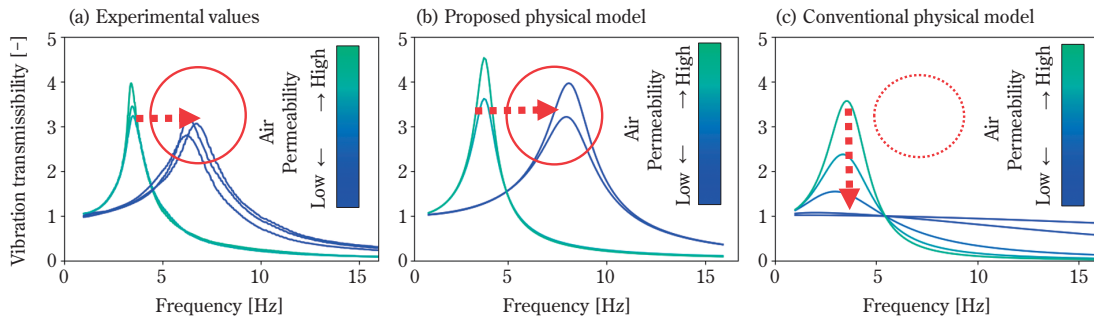 (a) Experimental values
(b) Proposed physical model
(c) Conventional physical model
Vibration transmissibility [–]
5
4
3
2
1
0
0
5
10
15
Frequency [Hz]
Air
Permeability
Low ← → High
5
4
3
2
1
0
0
5
10
15
Frequency [Hz]
Air
Permeability
Low ← → High
5
4
3
2
1
0
0
5
10
15
Frequency [Hz]
Air
Permeability
Low ← → High